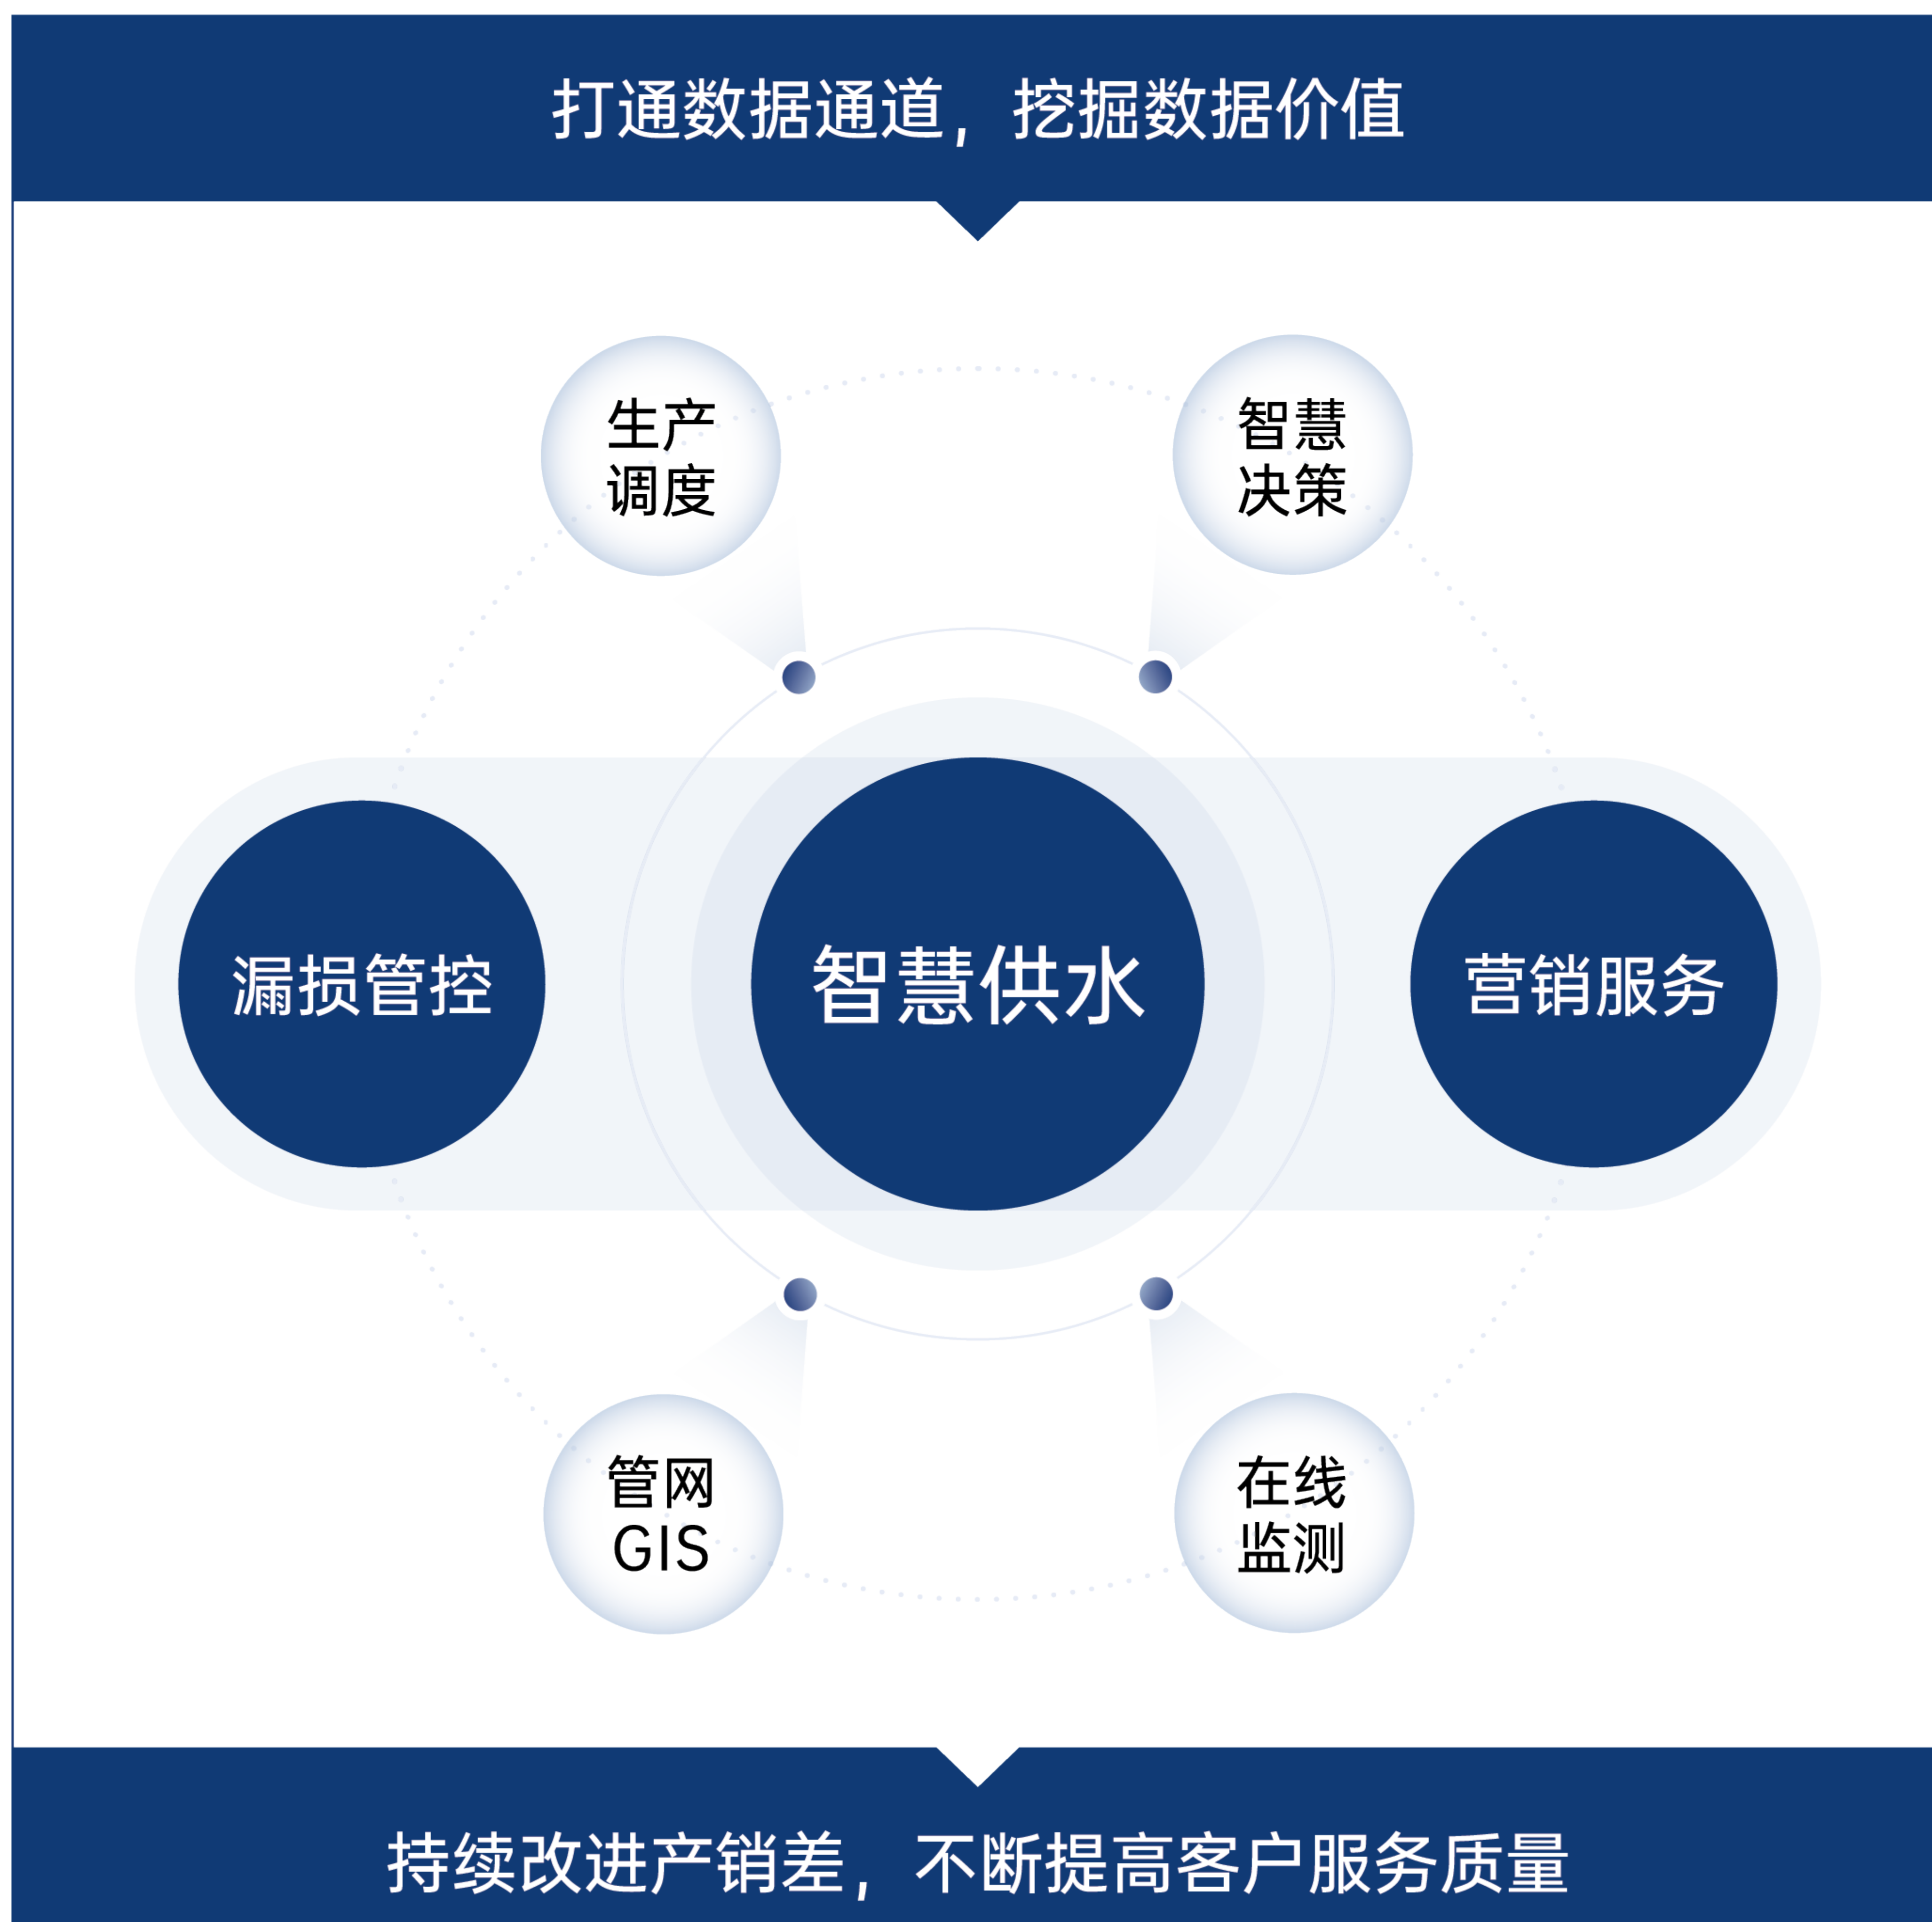 打通数据通道，挖掘数据价值
生产
调度
智慧
决策
漏损管控
智慧供水
营销服务
管网
GIS
在线
监测
持续改进产销差，不断提高客户服务质量